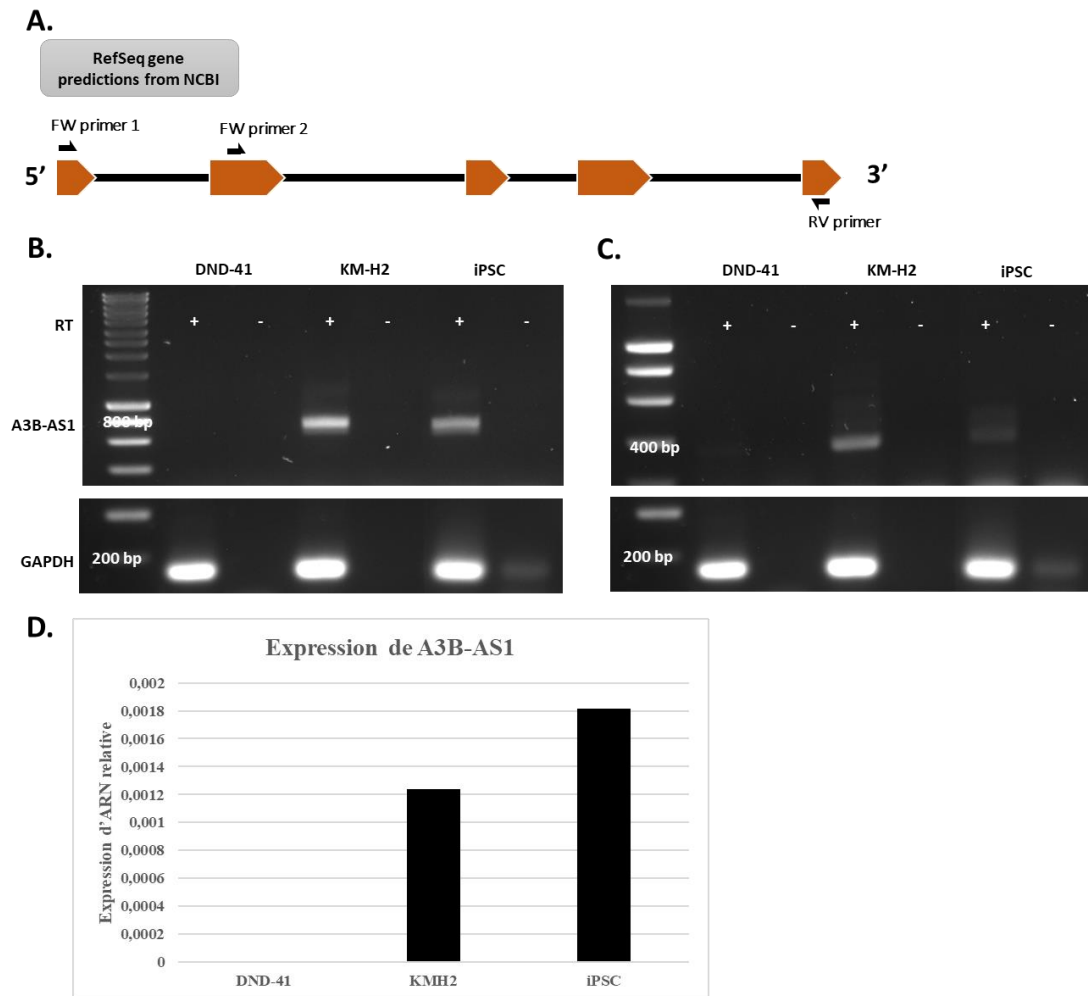 A.
RefSeq gene
predictions from NCBI
FW primer 1
FW primer 2
5’
3’
RV primer
B.
DND-41 KM-H2 iPSC
RT + - + - + -
A3B-AS1
800 bp
GAPDH
200 bp
C.
DND-41 KM-H2 iPSC
+ - + - + -
400 bp
200 bp
D.
Expression de A3B-AS1
Expression d’ARN relative
0,002
0,0018
0,0016
0,0014
0,0012
0,001
0,0008
0,0006
0,0004
0,0002
0
DND-41 KMH2 iPSC